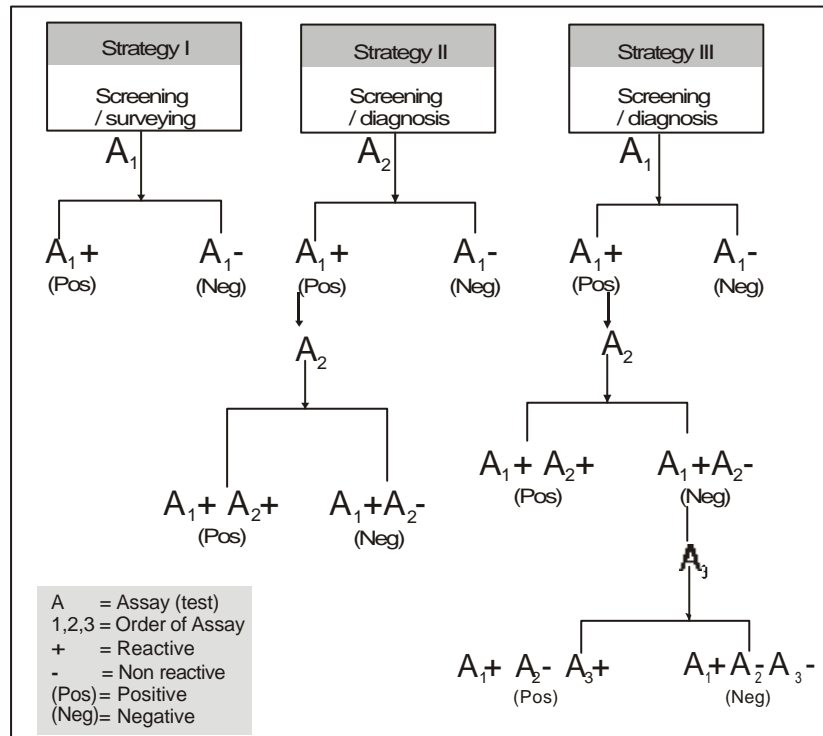 Strategy I
Screening
/ surveying
A₁
A₁+
(Pos)
A₁-
(Neg)
Strategy II
Screening
/ diagnosis
A₂
A₁+
(Pos)
A₁-
(Neg)
A₂
A₁+ A₂+
(Pos)
A₁+A₂-
(Neg)
Strategy III
Screening
/ diagnosis
A₁
A₁+
(Pos)
A₁-
(Neg)
A₂
A₁+ A₂+
(Pos)
A₁+A₂-
(Neg)
A₃
A₁+ A₂- A₃+
(Pos)
A₁+A₂-A₃-
(Neg)
A = Assay (test)
1,2,3 = Order of Assay
+ = Reactive
- = Non reactive
(Pos) = Positive
(Neg) = Negative